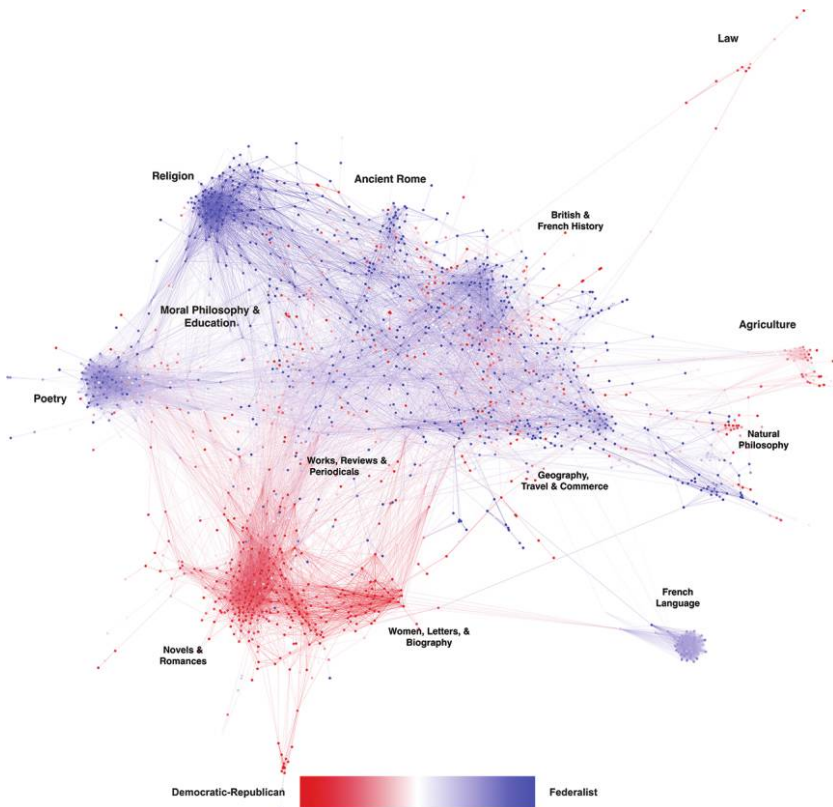 Law
Religion
Ancient Rome
British &
French History
Moral Philosophy &
Education
Agriculture
Poetry
Natural
Philosophy
Works, Reviews &
Periodicals
Geography,
Travel & Commerce
French
Language
Women, Letters, &
Biography
Novels &
Romances
Democratic-Republican
Federalist